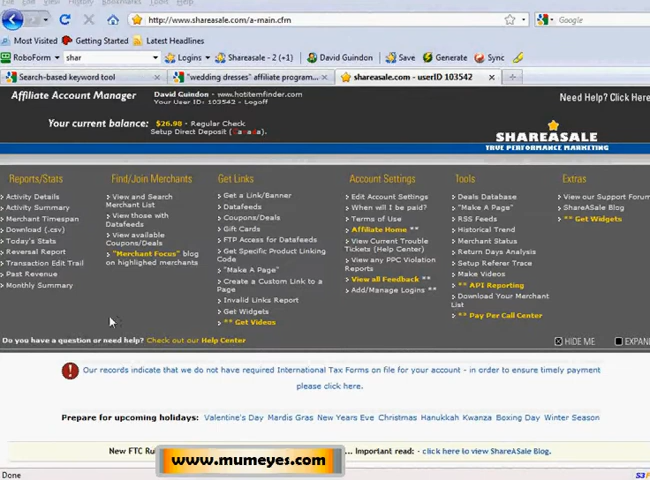 File Edit View History Bookmarks Tools Help
http://www.shareasale.com/a-main.cfm
Google
Most Visited Getting Started Latest Headlines
RoboForm shar Logins Shareasale - 2 (+1) David Guindon Save Generate Sync
Search-based keyword tool "wedding dresses" affiliate program... shareasale.com - userID 103542
Affiliate Account Manager David Guindon - www.hotitemfinder.com Need Help? Click Here
Your User ID: 103542 - Logoff
Your current balance: $26.98 - Regular Check
Setup Direct Deposit (Canada)
SHAREASALE
TRUE PERFORMANCE MARKETING
Reports/Stats
Activity Details
Activity Summary
Merchant Timespan
Download (.csv)
Today's Stats
Reversal Report
Transaction Edit Trail
Past Revenue
Monthly Summary
Find/Join Merchants
View and Search
Merchant List
View those with
Datafeeds
View available
Coupons/Deals
"Merchant Focus" blog
on highlighted merchants
Get Links
Get a Link/Banner
Datafeeds
Coupons/Deals
Gift Cards
FTP Access for Datafeeds
Get Specific Product Linking
Code
"Make A Page"
Create a Custom Link to a
Page
Invalid Links Report
Get Widgets
** Get Videos
Account Settings
Edit Account Settings
When will I be paid?
Terms of Use
Affiliate Home **
View Current Trouble
Tickets (Help Center)
View any PPC Violation
Reports
View all Feedback **
Add/Manage Logins **
Tools
Deals Database
"Make A Page"
RSS Feeds
Historical Trend
Merchant Status
Return Days Analysis
Setup Referer Trace
Make Videos
** API Reporting
Download Your Merchant
List
** Pay Per Call Center
Extras
View our Support Forum
ShareASale Blog
** Get Widgets
Do you have a question or need help? Check out our Help Center HIDE ME EXPAN
Our records indicate that we do not have required International Tax Forms on file for your account - in order to ensure timely payment
please click here.
Prepare for upcoming holidays: Valentine's Day Mardis Gras New Years Eve Christmas Hanukkah Kwanza Boxing Day Winter Season
New FTC Ru ... Important read: - click here to view ShareASale Blog.
www.mumeyes.com
Done